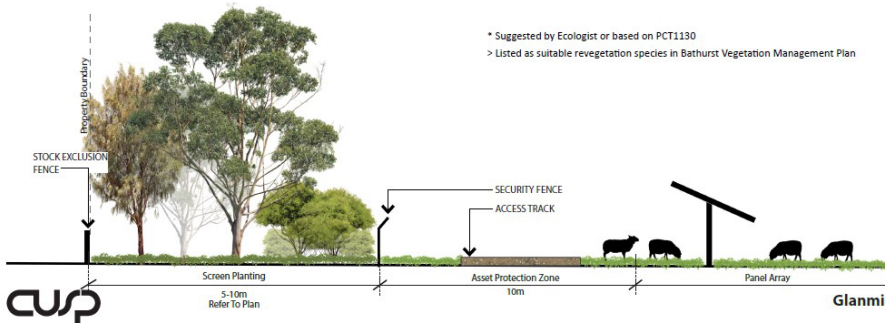 * Suggested by Ecologist or based on PCT1130
> Listed as suitable revegetation species in Bathurst Vegetation Management Plan
Property Boundary
STOCK EXCLUSION
FENCE
SECURITY FENCE
ACCESS TRACK
Screen Planting
Asset Protection Zone
Panel Array
5-10m
Refer To Plan
10m
cusp
Glanmi